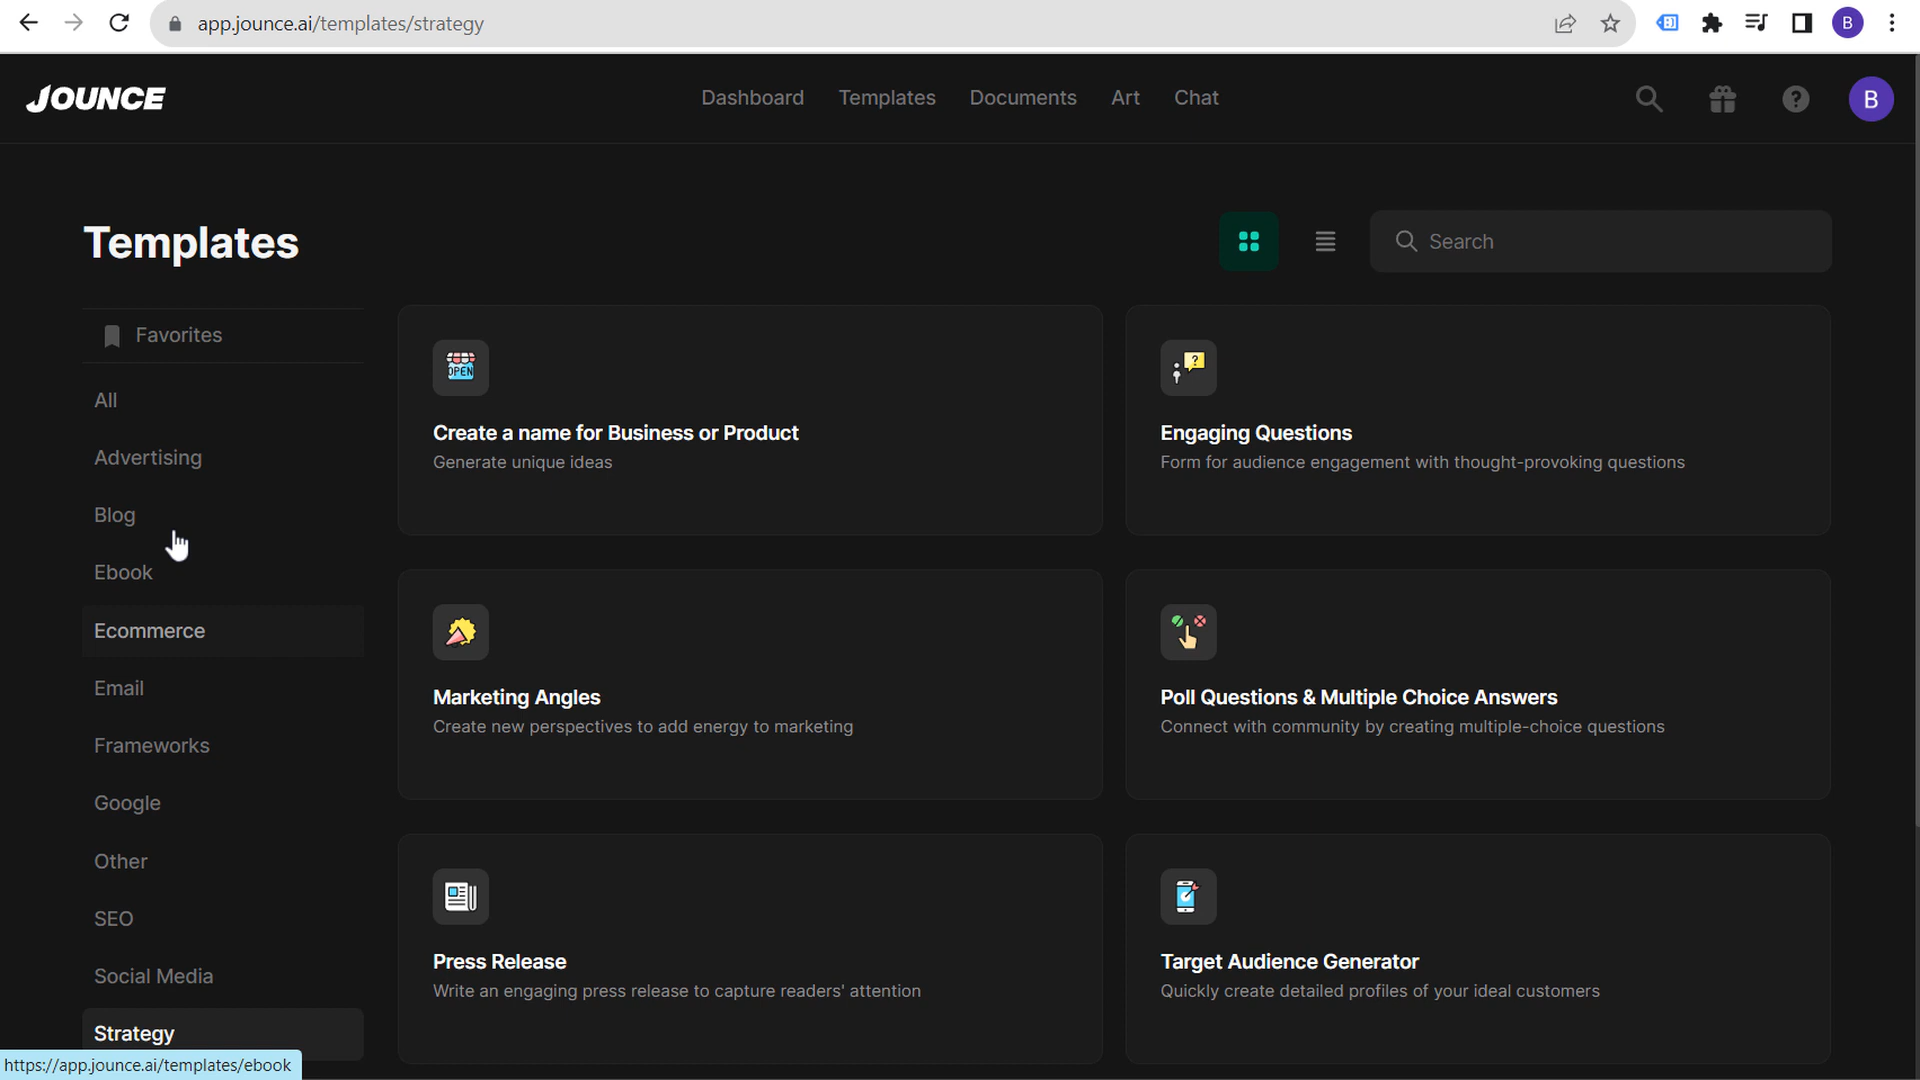 app.jounce.ai/templates/strategy
B
JOUNCE
Dashboard
Templates
Documents
Art
Chat
B
Templates
Search
Favorites
All
Advertising
Blog
Ebook
Ecommerce
Email
Frameworks
Google
Other
SEO
Social Media
Strategy
OPEN
Create a name for Business or Product
Generate unique ideas
Engaging Questions
Form for audience engagement with thought-provoking questions
Marketing Angles
Create new perspectives to add energy to marketing
Poll Questions & Multiple Choice Answers
Connect with community by creating multiple-choice questions
Press Release
Write an engaging press release to capture readers' attention
Target Audience Generator
Quickly create detailed profiles of your ideal customers
https://app.jounce.ai/templates/ebook